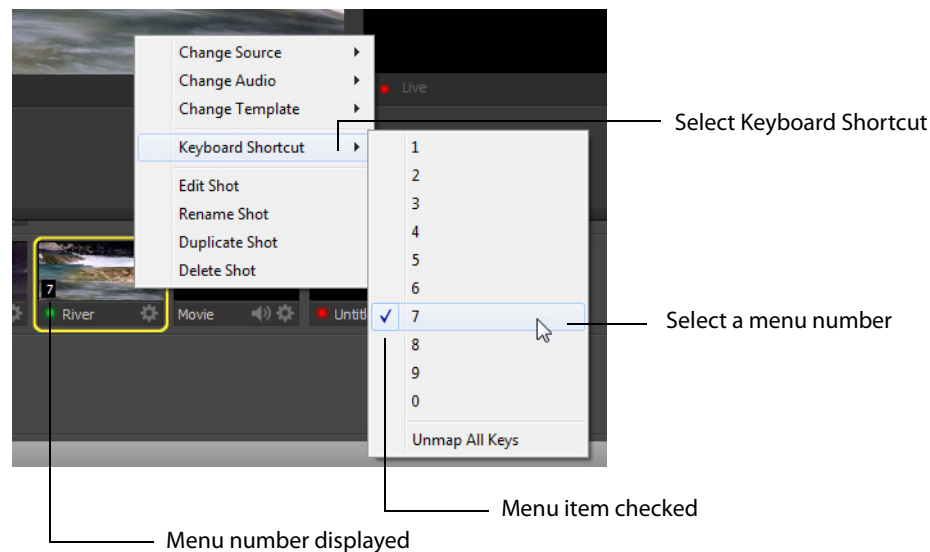 Change Source
Change Audio
Change Template
Keyboard Shortcut
Edit Shot
Rename Shot
Duplicate Shot
Delete Shot
Live
1
2
3
4
5
6
7
8
9
0
Unmap All Keys
7
River
Movie
Untitl
Select Keyboard Shortcut
Select a menu number
Menu item checked
Menu number displayed